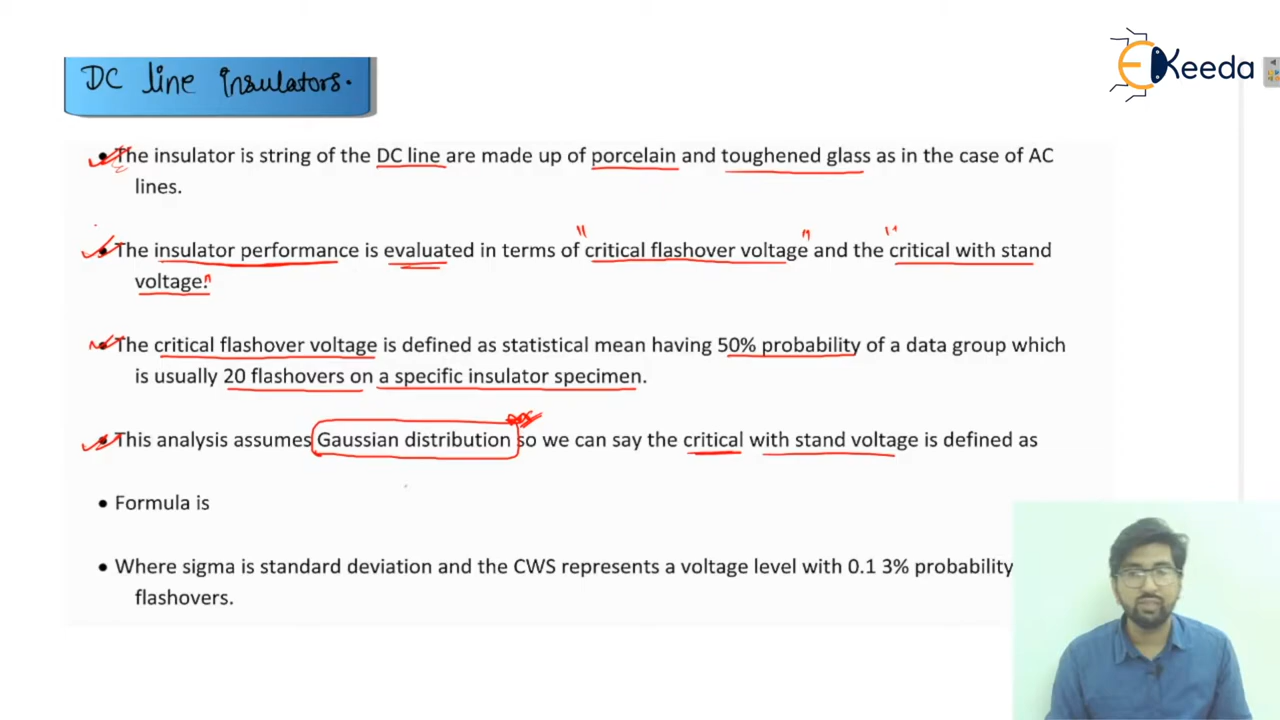 DC line insulators.
EKeeda
• The insulator is string of the DC line are made up of porcelain and toughened glass as in the case of AC
lines.
• The insulator performance is evaluated in terms of "critical flashover voltage" and the "critical with stand
voltage."
• The critical flashover voltage is defined as statistical mean having 50% probability of a data group which
is usually 20 flashovers on a specific insulator specimen.
• This analysis assumes Gaussian distribution so we can say the critical with stand voltage is defined as
• Formula is
• Where sigma is standard deviation and the CWS represents a voltage level with 0.1 3% probability
flashovers.